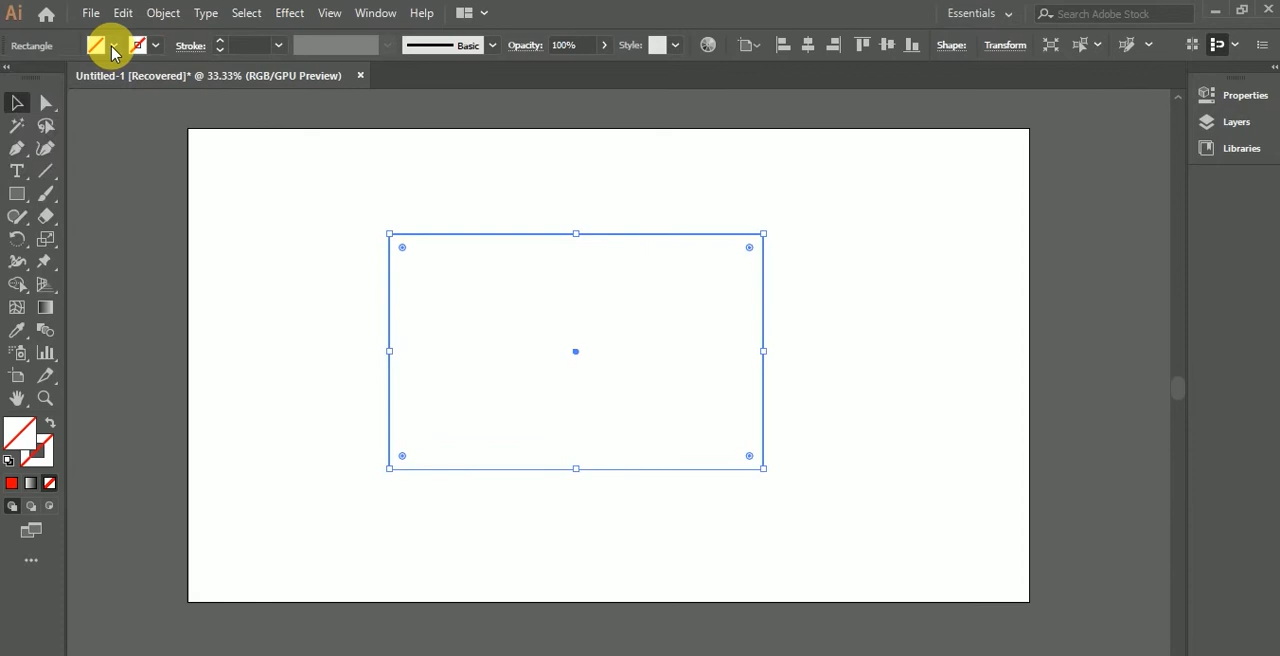 Ai File Edit Object Type Select Effect View Window Help Essentials Search Adobe Stock
Rectangle Stroke: Basic Opacity: 100% Style: Shape: Transform
Untitled-1 [Recovered]* @ 33.33% (RGB/GPU Preview)
Properties
Layers
Libraries